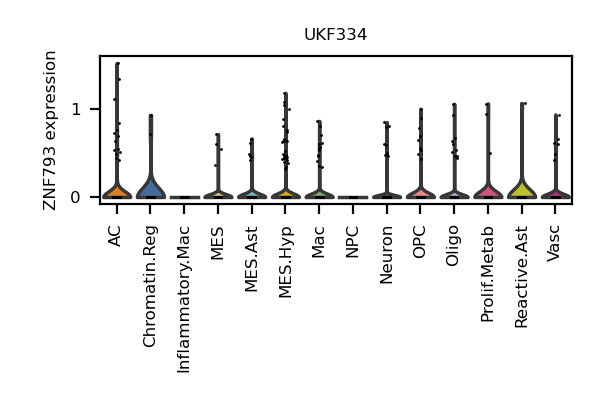 UKF334
ZNF793 expression
1
0
AC
Chromatin.Reg
Inflammatory.Mac
MES
MES.Ast
MES.Hyp
Mac
NPC
Neuron
OPC
Oligo
Prolif.Metab
Reactive.Ast
Vasc